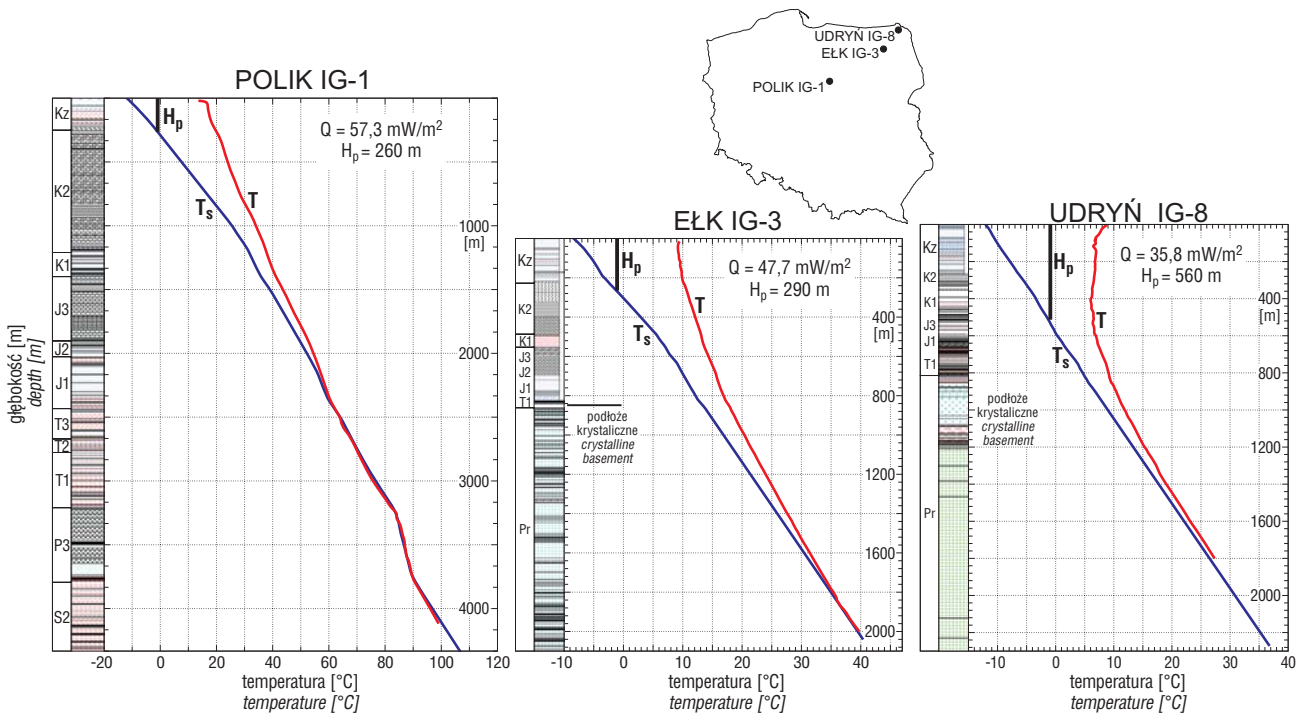 UDRYŃ IG-8
EŁK IG-3
POLIK IG-1
POLIK IG-1
Kz
K2
K1
J3
J2
J1
T3
T2
T1
P3
S2
Hp
Q = 57,3 mW/m²
Hp = 260 m
Ts
T
1000
[m]
2000
3000
4000
głębokość [m]
depth [m]
-20 0 20 40 60 80 100 120
temperatura [°C]
temperature [°C]
EŁK IG-3
Kz
K2
K1
J3
J2
J1
T1
Pr
Hp
Q = 47,7 mW/m²
Hp = 290 m
T
Ts
400
[m]
800
1200
1600
2000
podłoże
krystaliczne
crystalline
basement
-10 0 10 20 30 40
temperatura [°C]
temperature [°C]
UDRYŃ IG-8
Kz
K2
K1
J3
J1
T1
Pr
Hp
Q = 35,8 mW/m²
Hp = 560 m
T
Ts
400
[m]
800
1200
1600
2000
podłoże
krystaliczne
crystalline
basement
-10 0 10 20 30 40
temperatura [°C]
temperature [°C]